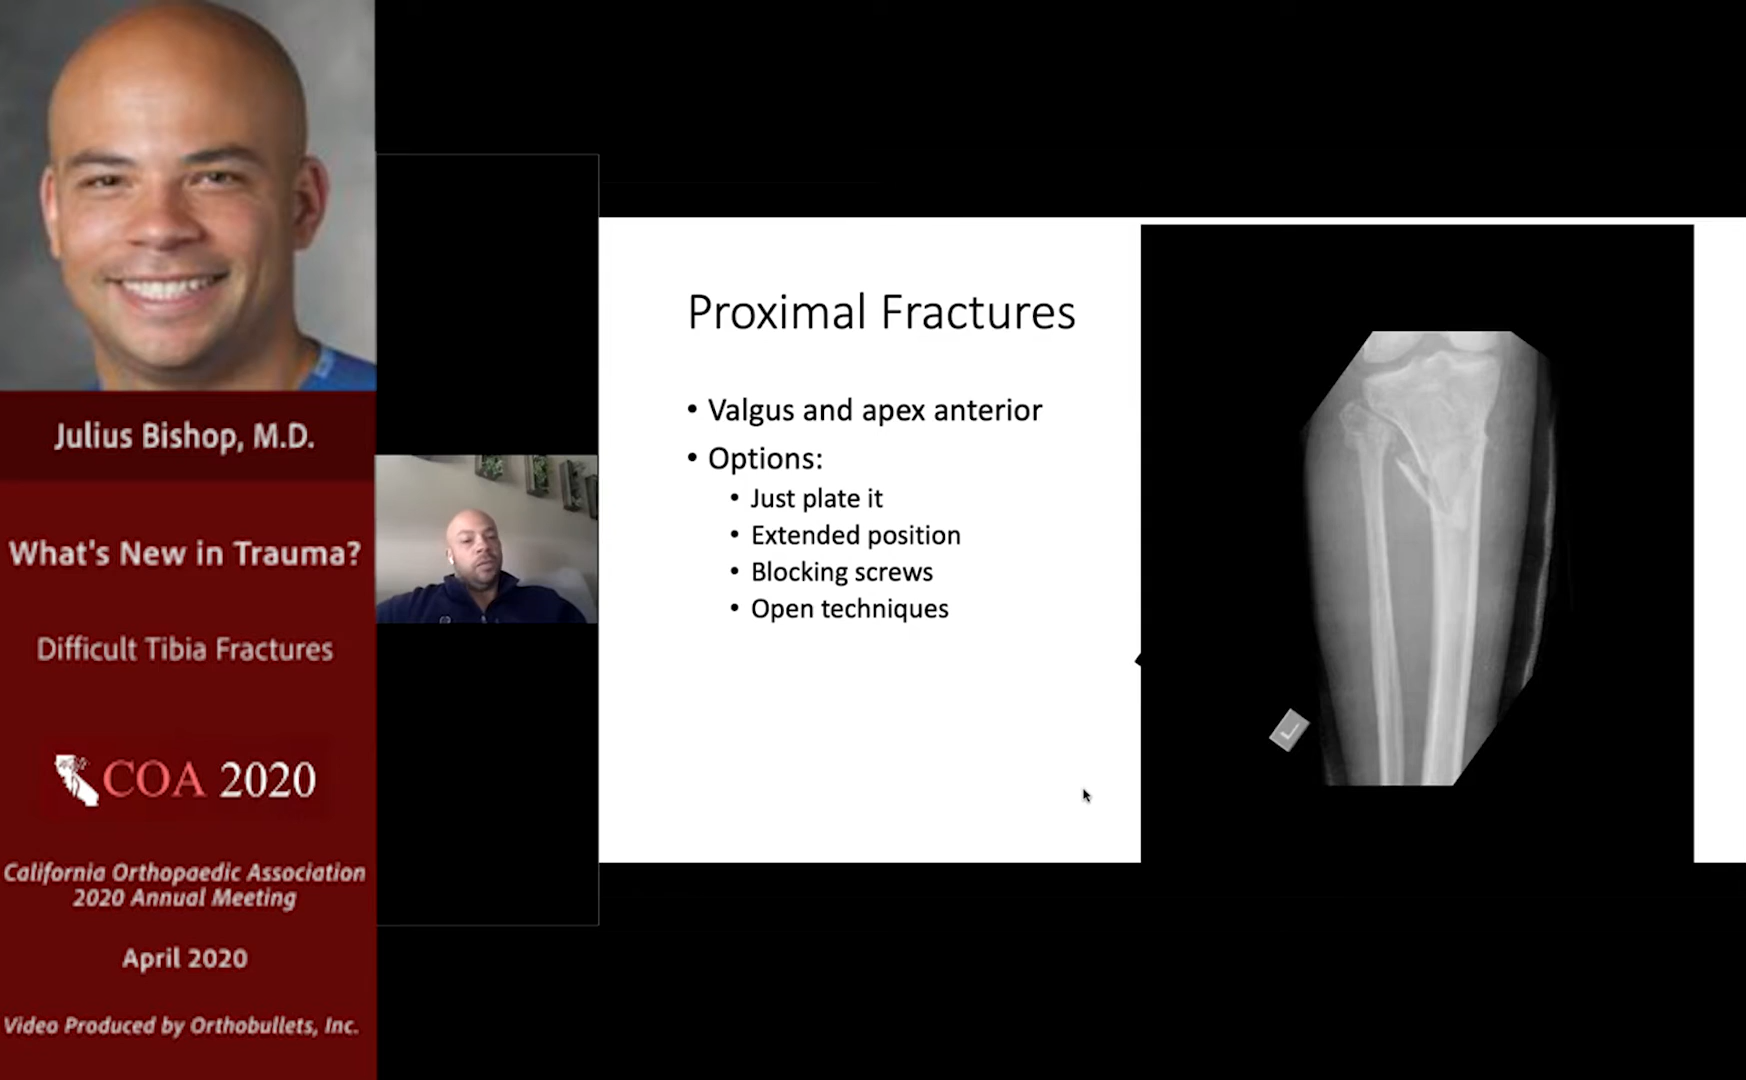 Julius Bishop, M.D.
What's New in Trauma?
Difficult Tibia Fractures
COA 2020
California Orthopaedic Association
2020 Annual Meeting
April 2020
Video Produced by Orthobullets, Inc.
Proximal Fractures
• Valgus and apex anterior
• Options:
• Just plate it
• Extended position
• Blocking screws
• Open techniques
L